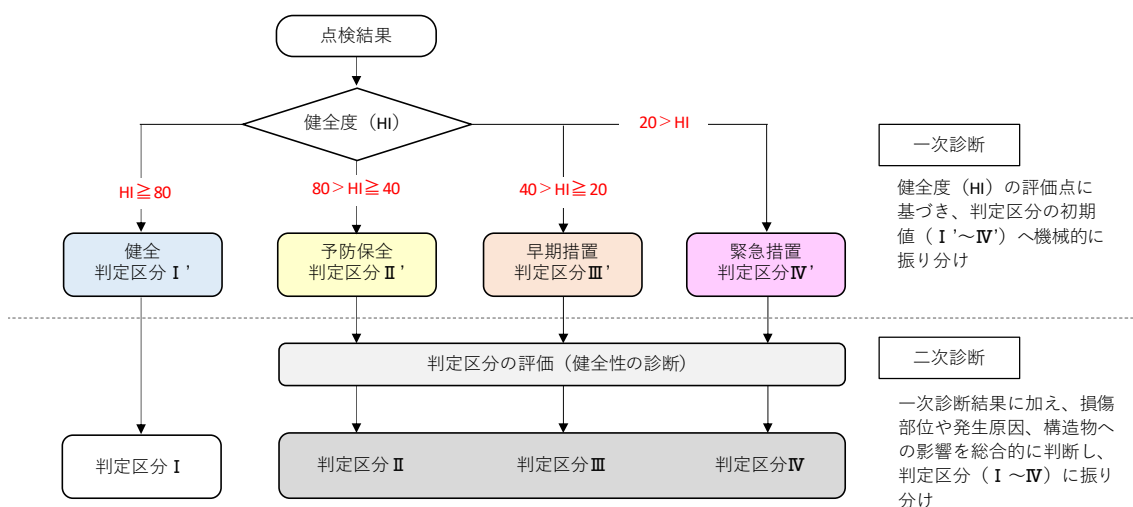 点検結果
健全度（HI）
20＞HI
HI≧80
80＞HI≧40
40＞HI≧20
一次診断
健全度（HI）の評価点に
基づき、判定区分の初期
値（Ⅰ’～Ⅳ’）へ機械的に
振り分け
健全
判定区分Ⅰ’
予防保全
判定区分Ⅱ’
早期措置
判定区分Ⅲ’
緊急措置
判定区分Ⅳ’
判定区分の評価（健全性の診断）
二次診断
一次診断結果に加え、損傷
部位や発生原因、構造物へ
の影響を総合的に判断し、
判定区分（Ⅰ～Ⅳ）に振り
分け
判定区分Ⅰ
判定区分Ⅱ
判定区分Ⅲ
判定区分Ⅳ